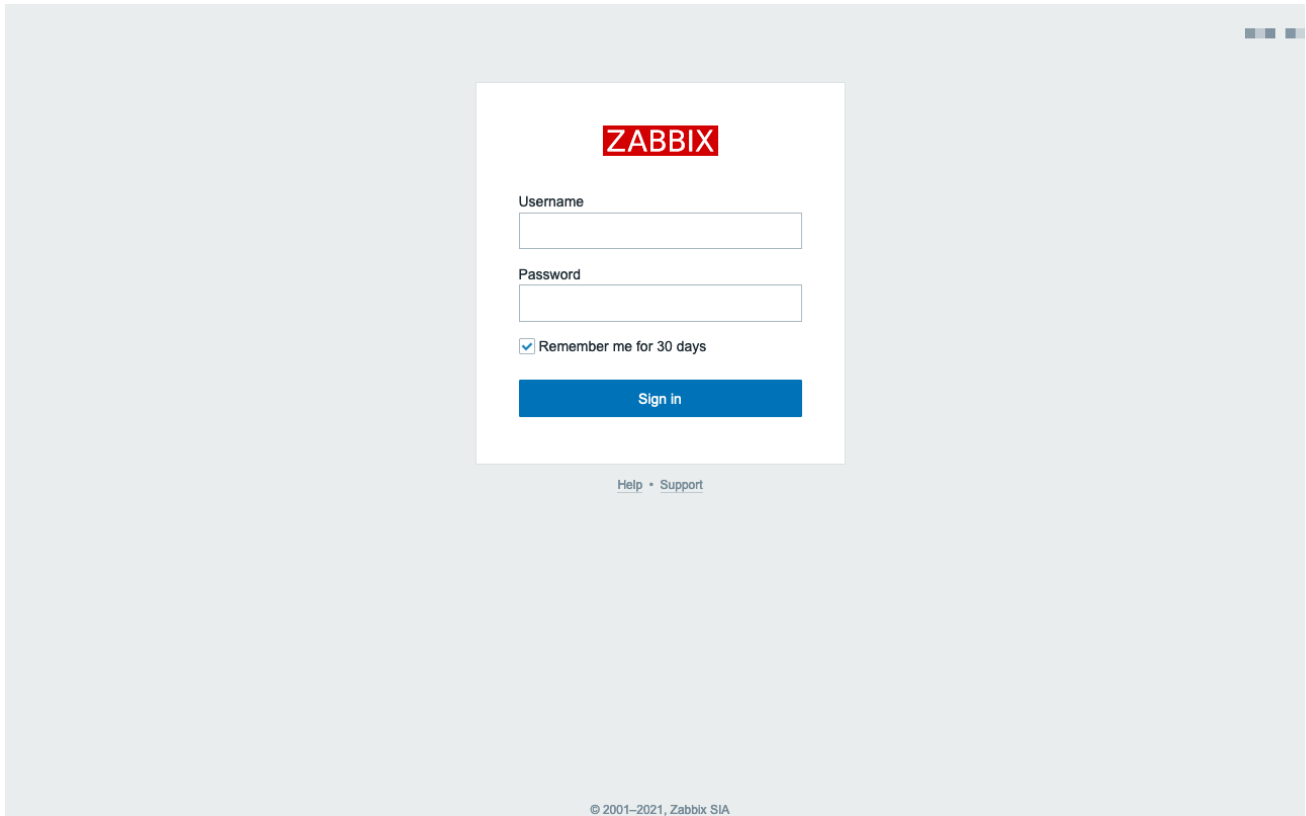 ZABBIX
Username
Password
Remember me for 30 days
Sign in
Help • Support
© 2001–2021, Zabbix SIA